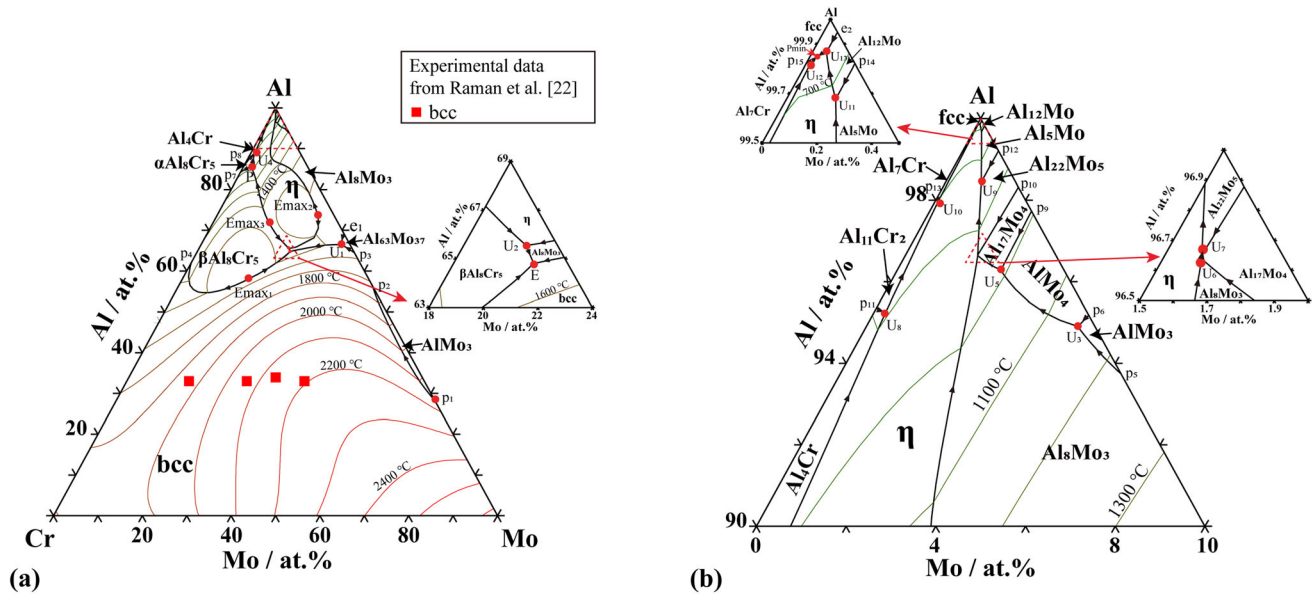 Experimental data
from Raman et al. [22]
bcc
Al
Al₄Cr
αAl₈Cr₅
p₈
p₇
P
U₄
80
1400 °C
η
Al₈Mo₃
Emax₂
Emax₃
e₁
Al₆₃Mo₃₇
U₁
p₃
βAl₈Cr₅
p₄
60
Emax₁
1800 °C
p₂
2000 °C
Al / at.%
40
AlMo₃
2200 °C
p₁
20
bcc
2400 °C
Cr
20
40
60
80
Mo
Mo / at.%
(a)
69
67
65
63
Al / at.%
η
U₂
Al₈Mo₃
E
βAl₈Cr₅
1600 °C
bcc
18
20
22
24
Mo / at.%
Al
fcc
e₂
99.9
Pmin
p₁₅
U₁₃
U₁₂
Al₁₂Mo
p₁₄
99.7
700 °C
U₁₁
Al₇Cr
η
Al₅Mo
99.5
Al / at.%
0
0.2
0.4
Mo / at.%
Al
fcc
Al₁₂Mo
Al₅Mo
p₁₂
Al₇Cr
Al₂₂Mo₅
U₉
p₁₃
98
p₁₀
U₁₀
p₉
Al₁₇Mo₄
Al₁₁Cr₂
U₅
AlMo₄
p₁₁
U₈
p₆
U₃
AlMo₃
94
p₅
Al / at.%
1100 °C
η
Al₈Mo₃
Al₄Cr
1300 °C
90
0
2
4
6
8
10
Mo / at.%
(b)
96.9
96.7
96.5
Al / at.%
Al₂₂Mo₅
U₇
U₆
Al₁₇Mo₄
η
Al₈Mo₃
1.5
1.7
1.9
2.0
Mo / at.%